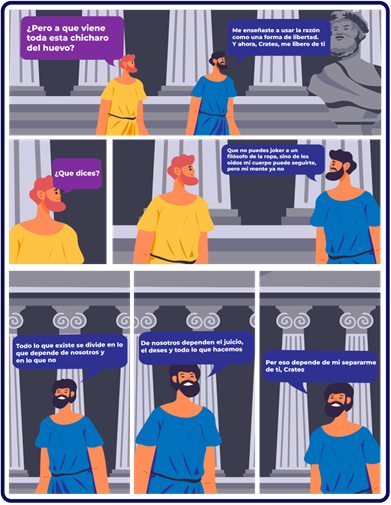 ¿Pero a que viene
toda esta chicharo
del huevo?
Me enseñaste a usar la razón
como una forma de libertad.
Y ahora, Crates, me libero de ti
¿Que dices?
Que no puedes joker a un
filósofo de la ropa, sino de les
oidos mi cuerpo puede seguirte,
pero mi mente ya no
Todo lo que existe se divide en lo
que depende de nosotros y
en lo que no
De nosotros dependen el juicio,
el deses y todo lo que hacemos
Per eso depende de mi separarme
de ti, Crates